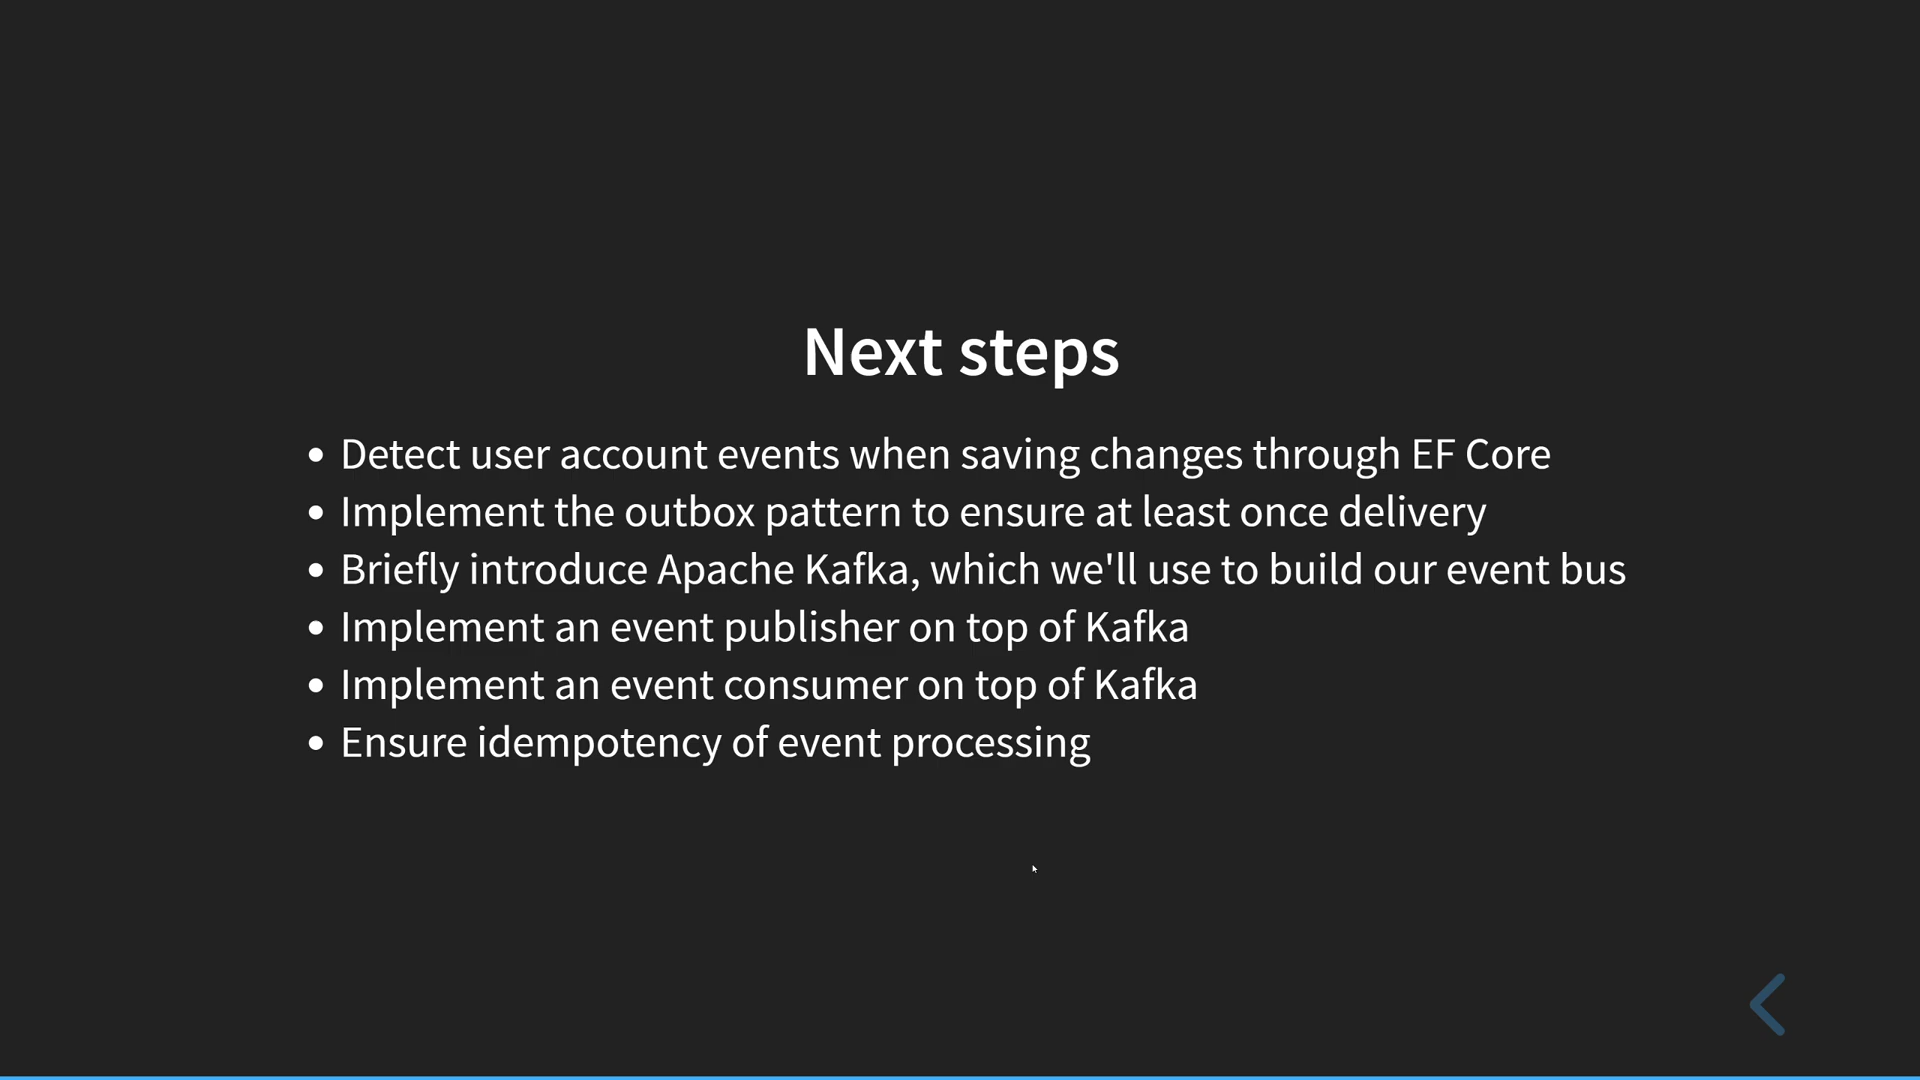 Next steps
• Detect user account events when saving changes through EF Core
• Implement the outbox pattern to ensure at least once delivery
• Briefly introduce Apache Kafka, which we'll use to build our event bus
• Implement an event publisher on top of Kafka
• Implement an event consumer on top of Kafka
• Ensure idempotency of event processing